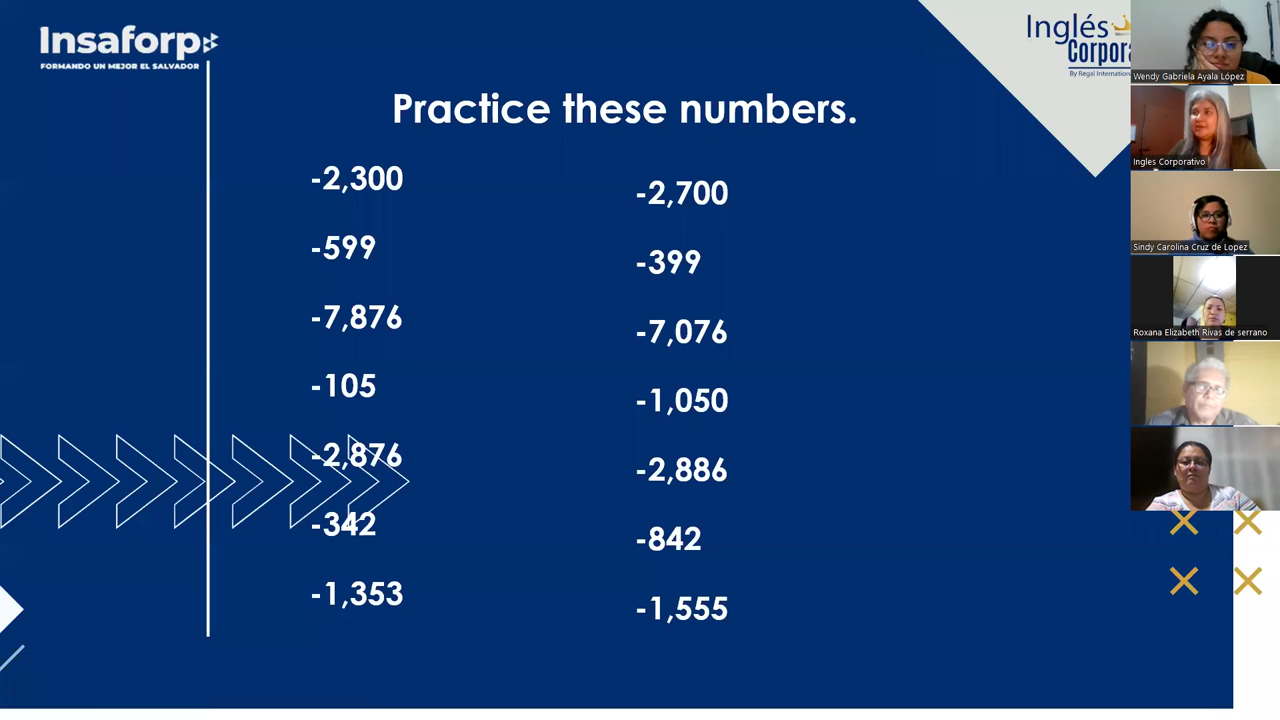 Insaforp
FORMANDO UN MEJOR EL SALVADOR
Inglés
Corpora
By Regal Internation
Practice these numbers.
-2,300
-599
-7,876
-105
-2,876
-342
-1,353
-2,700
-399
-7,076
-1,050
-2,886
-842
-1,555
Wendy Gabriela Ayala López
Ingles Corporativo
Sindy Carolina Cruz de Lopez
Roxana Elizabeth Rivas de serrano